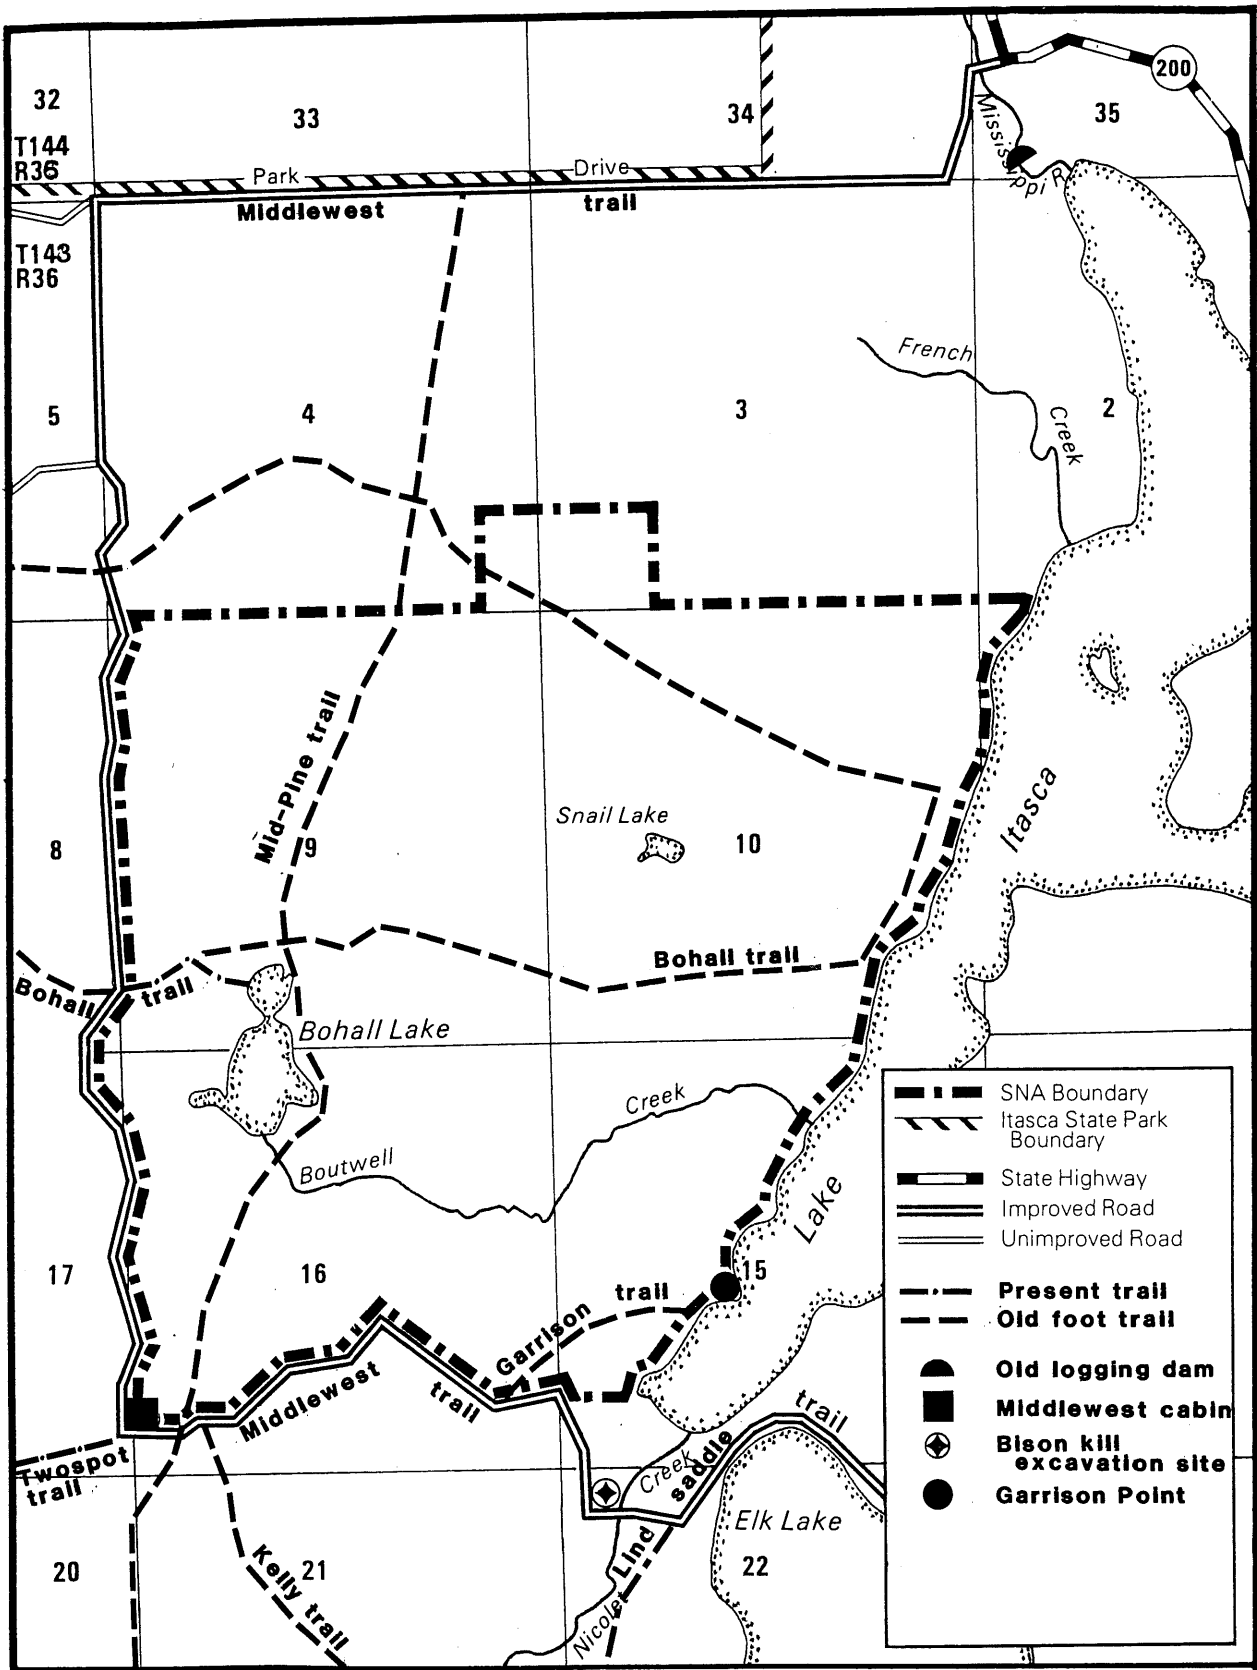 200
32
33
34
35
T144
R36
Park Drive
Middlewest trail
Mississippi R
T143
R36
French Creek
5
4
3
2
Mid-Pine trail
Snail Lake
8
9
10
Itasca Lake
Bohall trail
Bohall trail
Bohall Lake
Boutwell Creek
17
16
15
Garrison trail
Middlewest trail
Twospot trail
Creek
saddle trail
Lind
Nicolet
Elk Lake
20
21
22
Kelly trail
SNA Boundary
Itasca State Park
Boundary
State Highway
Improved Road
Unimproved Road
Present trail
Old foot trail
Old logging dam
Middlewest cabin
Bison kill
excavation site
Garrison Point